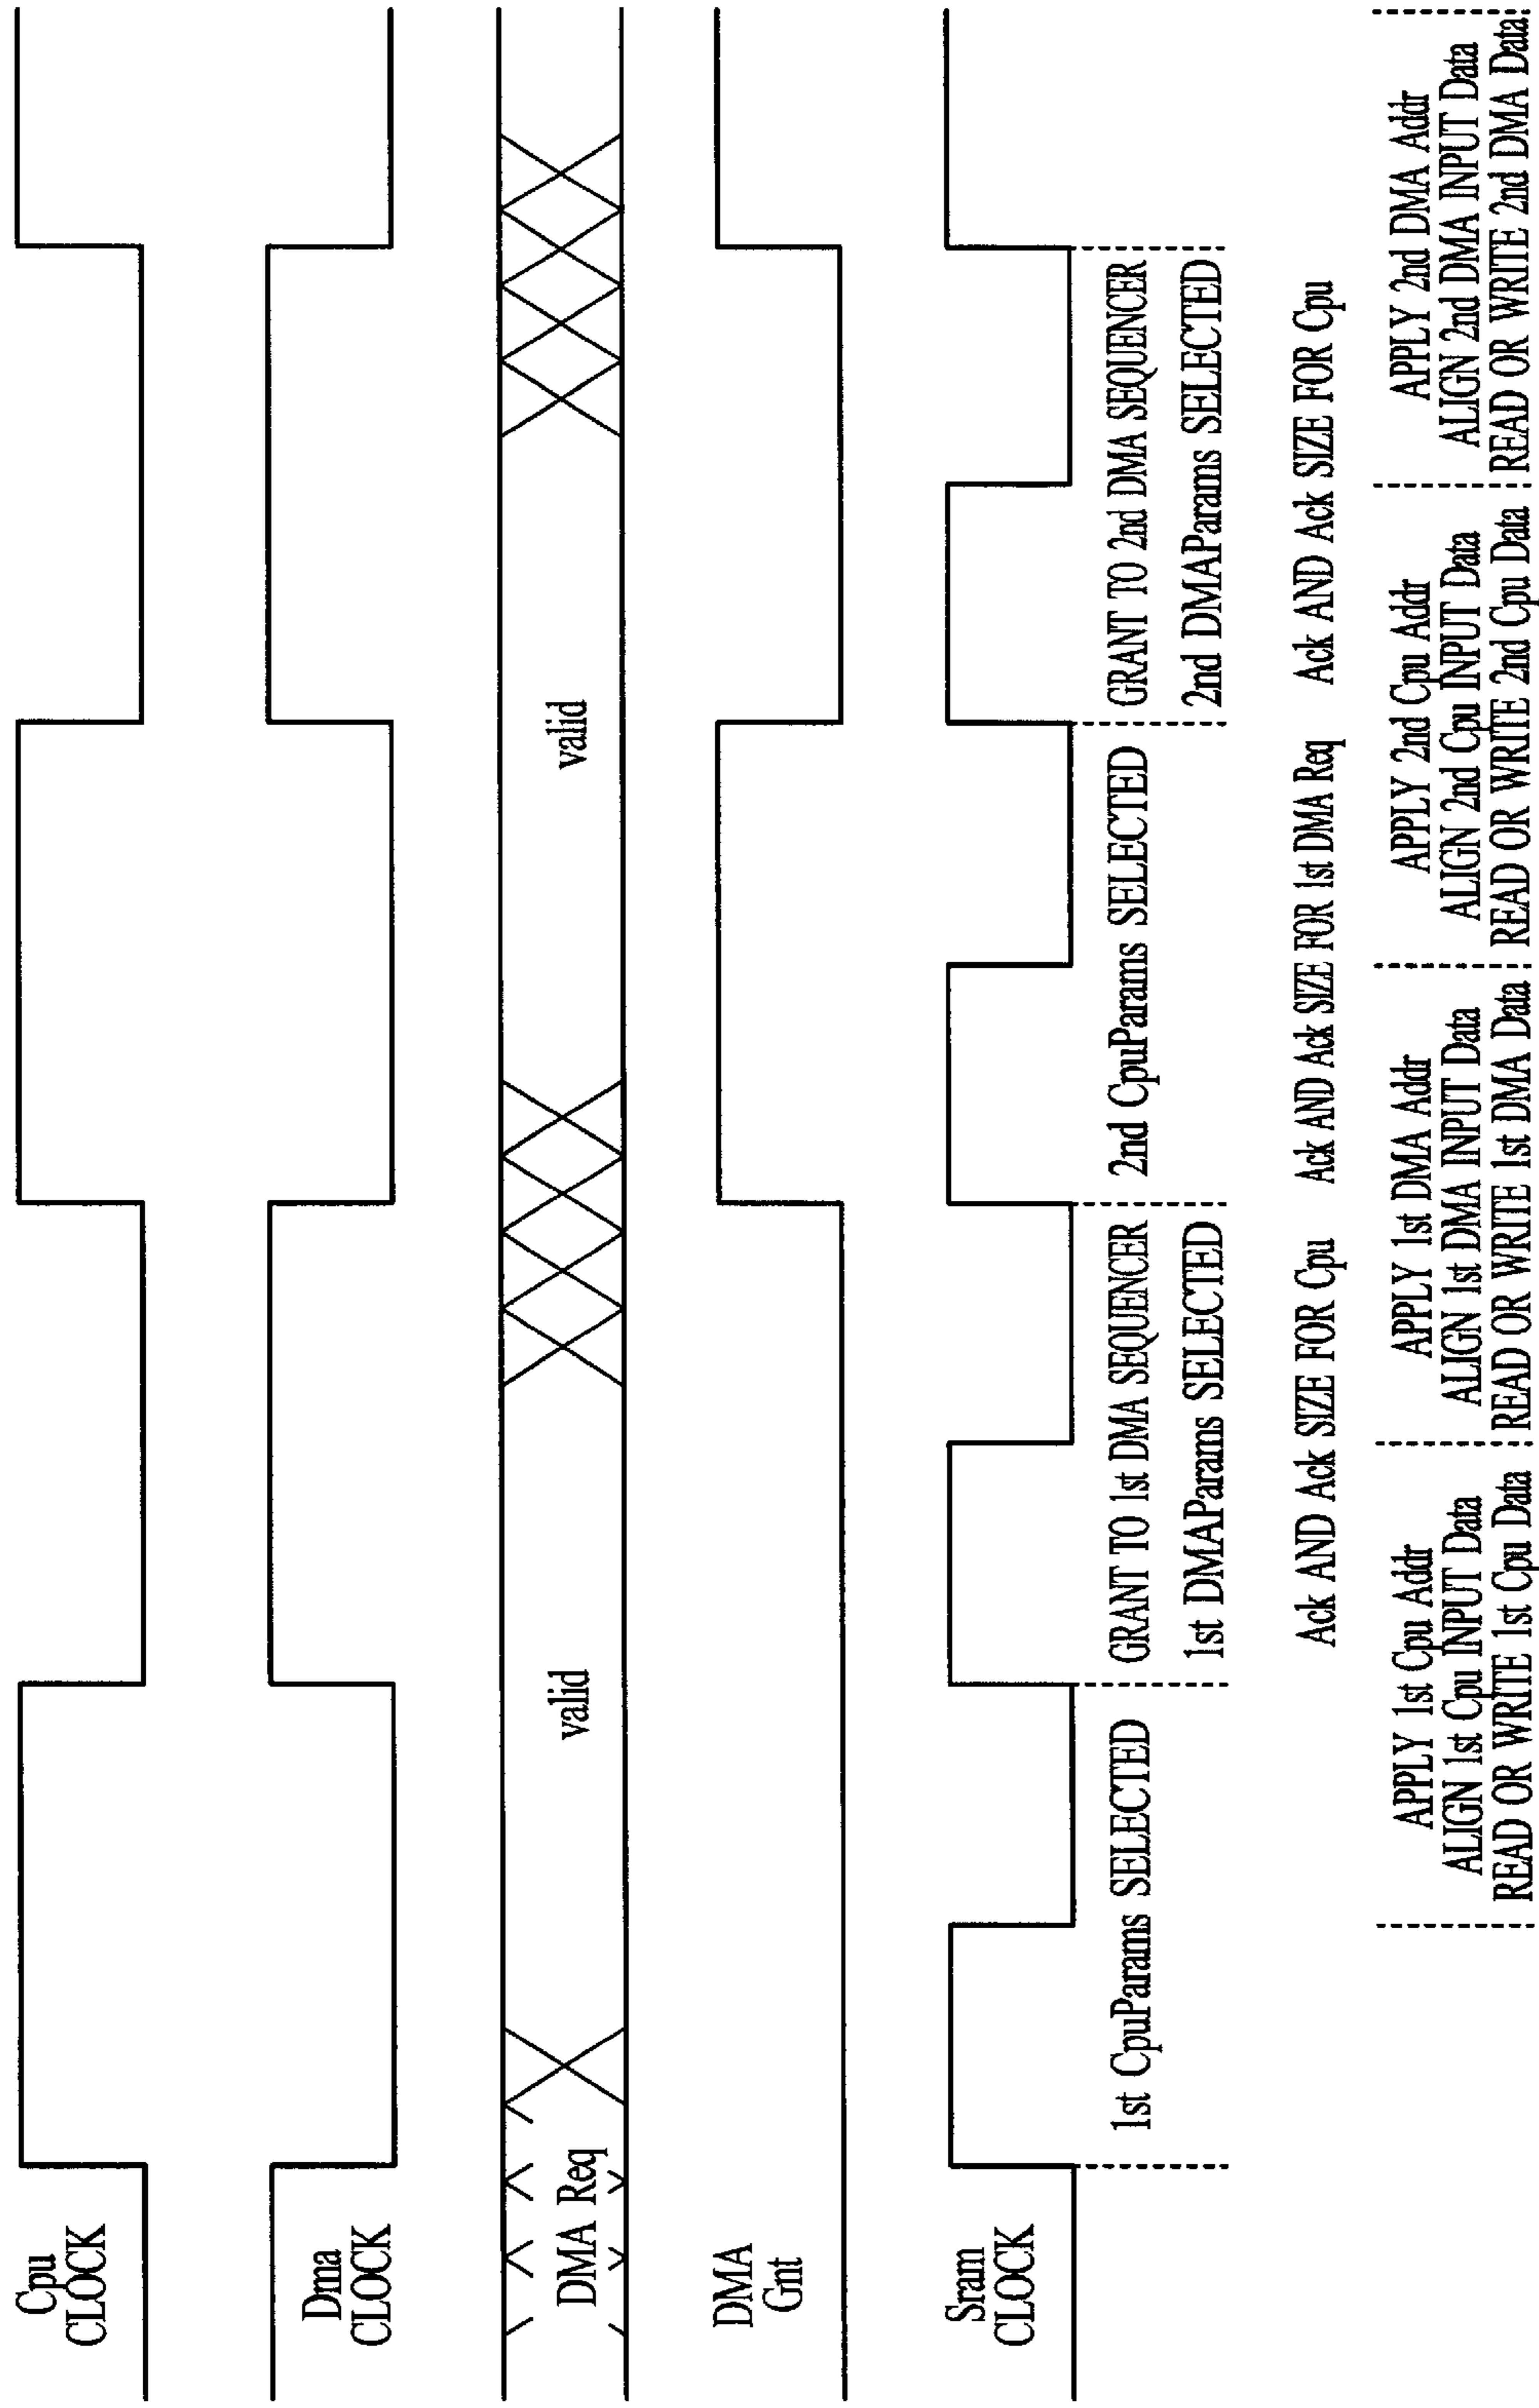 Cpu
CLOCK
Dma
CLOCK
DMA Req
valid
valid
DMA
Gnt
Sram
CLOCK
1st CpuParams SELECTED
GRANT TO 1st DMA SEQUENCER
1st DMAParams SELECTED
2nd CpuParams SELECTED
GRANT TO 2nd DMA SEQUENCER
2nd DMAParams SELECTED
Ack AND Ack SIZE FOR Cpu
Ack AND Ack SIZE FOR 1st DMA Req
Ack AND Ack SIZE FOR Cpu
APPLY 1st Cpu Addr
ALIGN 1st Cpu INPUT Data
READ OR WRITE 1st Cpu Data
APPLY 1st DMA Addr
ALIGN 1st DMA INPUT Data
READ OR WRITE 1st DMA Data
APPLY 2nd Cpu Addr
ALIGN 2nd Cpu INPUT Data
READ OR WRITE 2nd Cpu Data
APPLY 2nd DMA Addr
ALIGN 2nd DMA INPUT Data
READ OR WRITE 2nd DMA Data